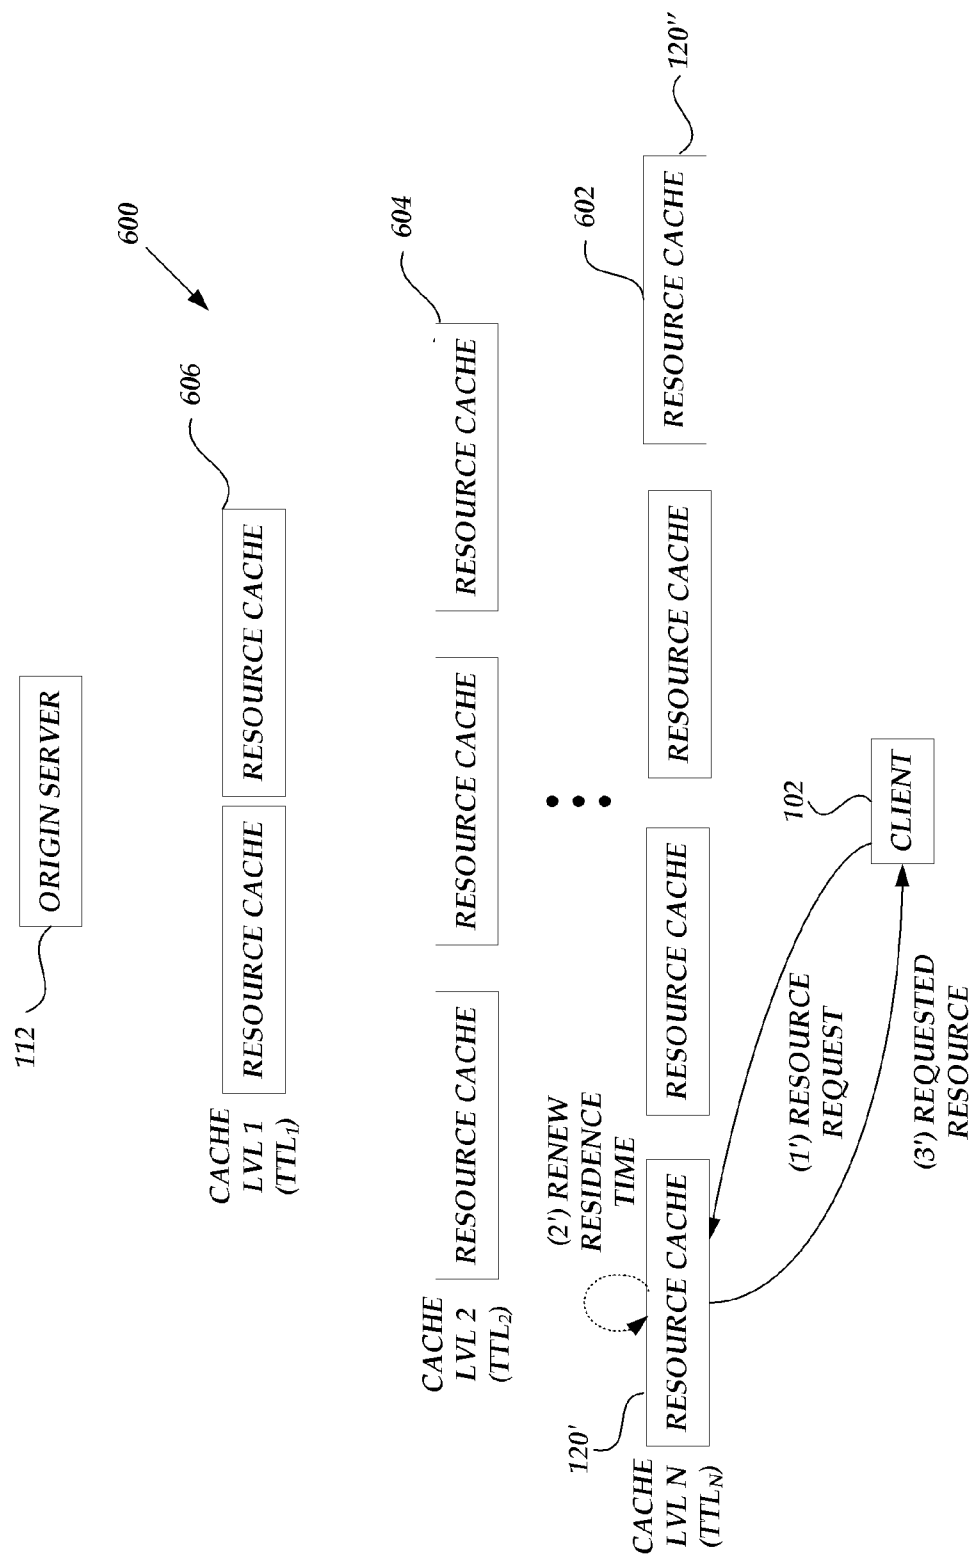 112
ORIGIN SERVER
600
CACHE
LVL 1
(TTL1)
RESOURCE CACHE
RESOURCE CACHE
606
CACHE
LVL 2
(TTL2)
RESOURCE CACHE
RESOURCE CACHE
RESOURCE CACHE
604
(2') RENEW
RESIDENCE
TIME
602
120'
CACHE
LVL N
(TTLN)
RESOURCE CACHE
RESOURCE CACHE
RESOURCE CACHE
RESOURCE CACHE
120"
(1') RESOURCE
REQUEST
102
CLIENT
(3') REQUESTED
RESOURCE